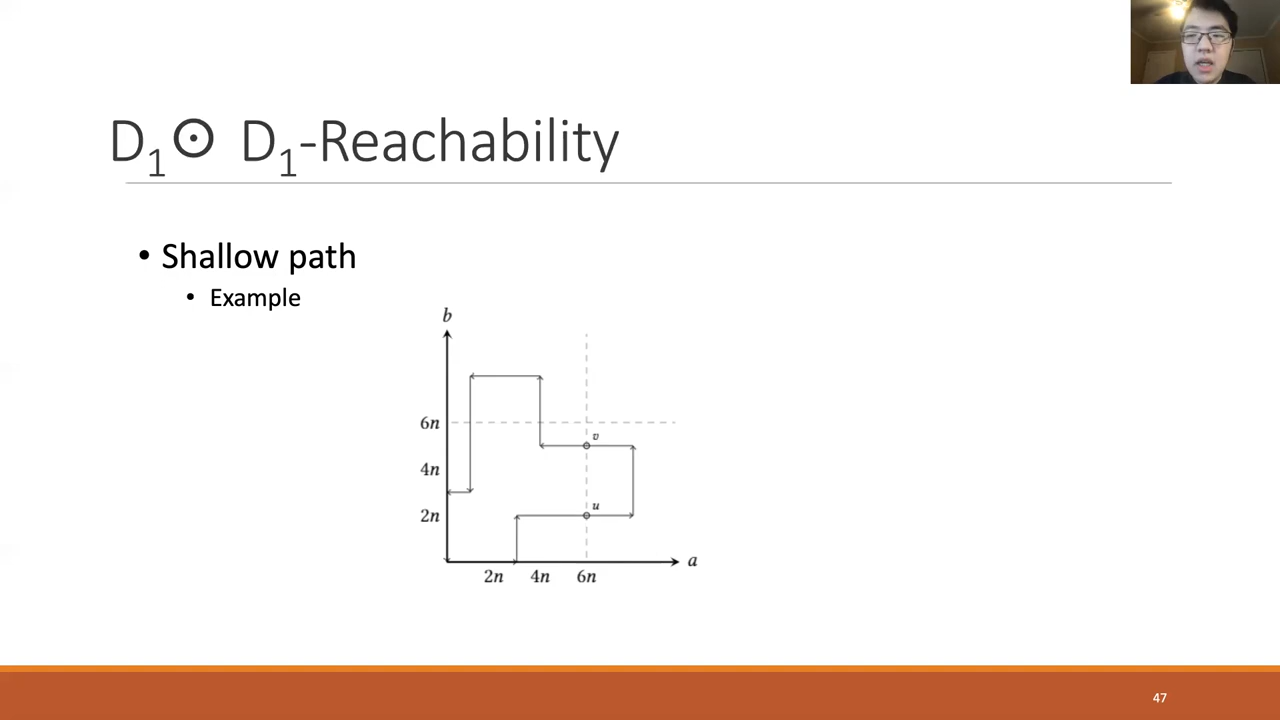 D₁⊙ D₁-Reachability
• Shallow path
• Example
b
6n
v
4n
u
2n
a
2n 4n 6n
47